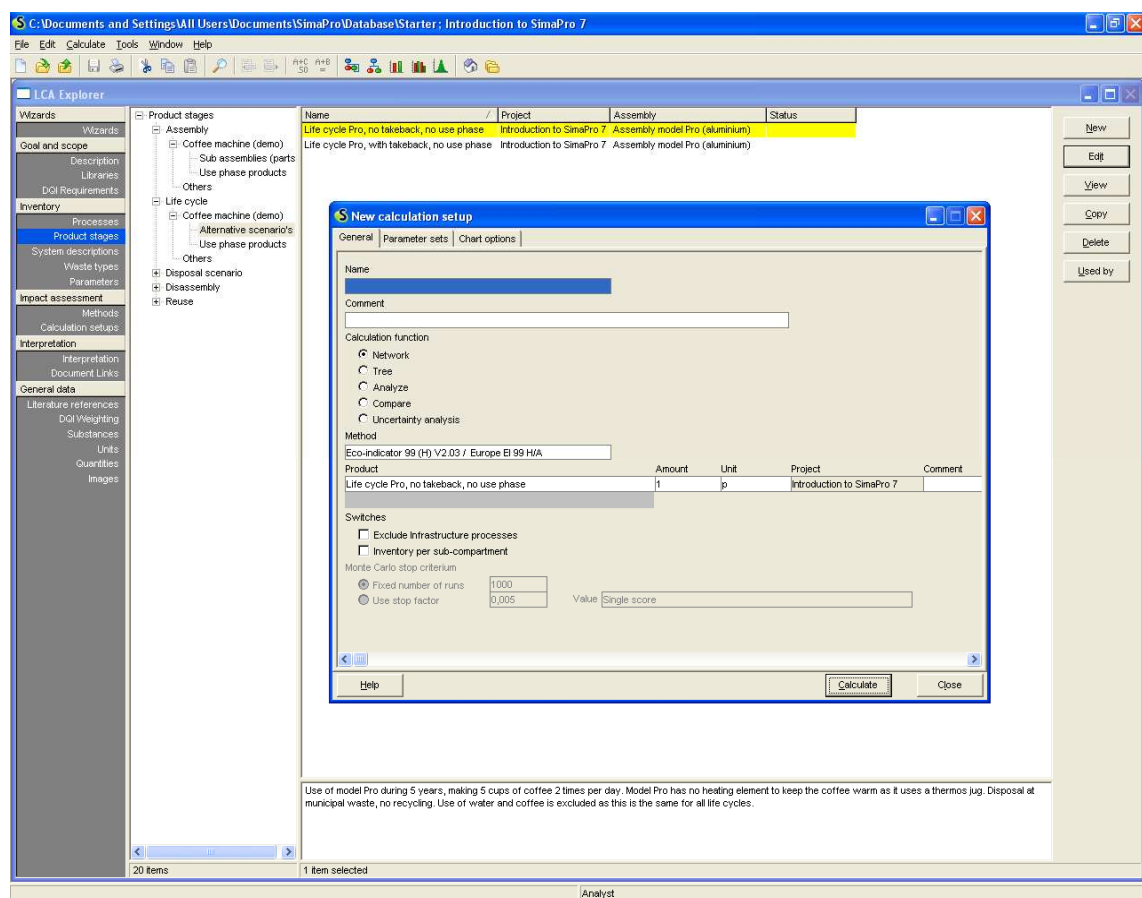 C:\Documents and Settings\All Users\Documents\SimaPro\Database\Starter ; Introduction to SimaPro 7
File Edit Calculate Tools Window Help
LCA Explorer
Wizards
Wizards
Goal and scope
Description
Libraries
DQI Requirements
Inventory
Processes
Product stages
System descriptions
Waste types
Parameters
Impact assessment
Methods
Calculation setups
Interpretation
Interpretation
Document Links
General data
Literature references
DQI Weighting
Substances
Units
Quantities
Images
Product stages
Assembly
Coffee machine (demo)
Sub assemblies (parts
Use phase products
Others
Life cycle
Coffee machine (demo)
Alternative scenario's
Use phase products
Others
Disposal scenario
Disassembly
Reuse
Name / Project Assembly Status
Life cycle Pro, no takeback, no use phase Introduction to SimaPro 7 Assembly model Pro (aluminium)
Life cycle Pro, with takeback, no use phase Introduction to SimaPro 7 Assembly model Pro (aluminium)
New
Edit
View
Copy
Delete
Used by
New calculation setup
General Parameter sets Chart options
Name
Comment
Calculation function
Network
Tree
Analyze
Compare
Uncertainty analysis
Method
Eco-indicator 99 (H) V2.03 / Europe EI 99 H/A
Product Amount Unit Project Comment
Life cycle Pro, no takeback, no use phase 1 p Introduction to SimaPro 7
Switches
Exclude Infrastructure processes
Inventory per sub-compartment
Monte Carlo stop criterium
Fixed number of runs 1000
Use stop factor 0,005 Value Single score
Help Calculate Close
Use of model Pro during 5 years, making 5 cups of coffee 2 times per day. Model Pro has no heating element to keep the coffee warm as it uses a thermos jug. Disposal at
municipal waste, no recycling. Use of water and coffee is excluded as this is the same for all life cycles.
20 items 1 item selected
Analyst